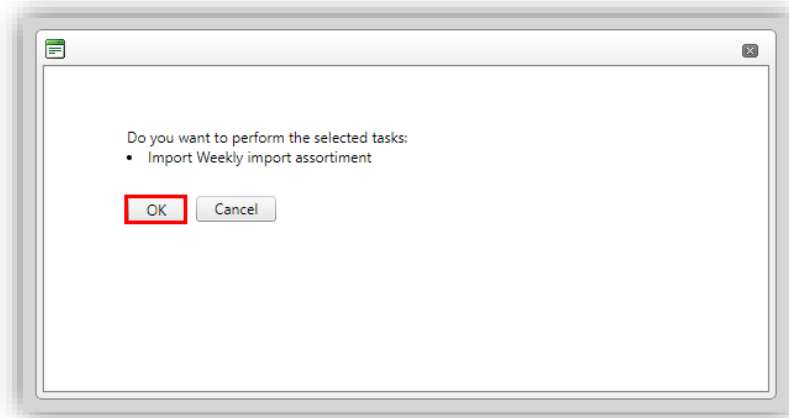 Do you want to perform the selected tasks:
• Import Weekly import assortiment
OK Cancel